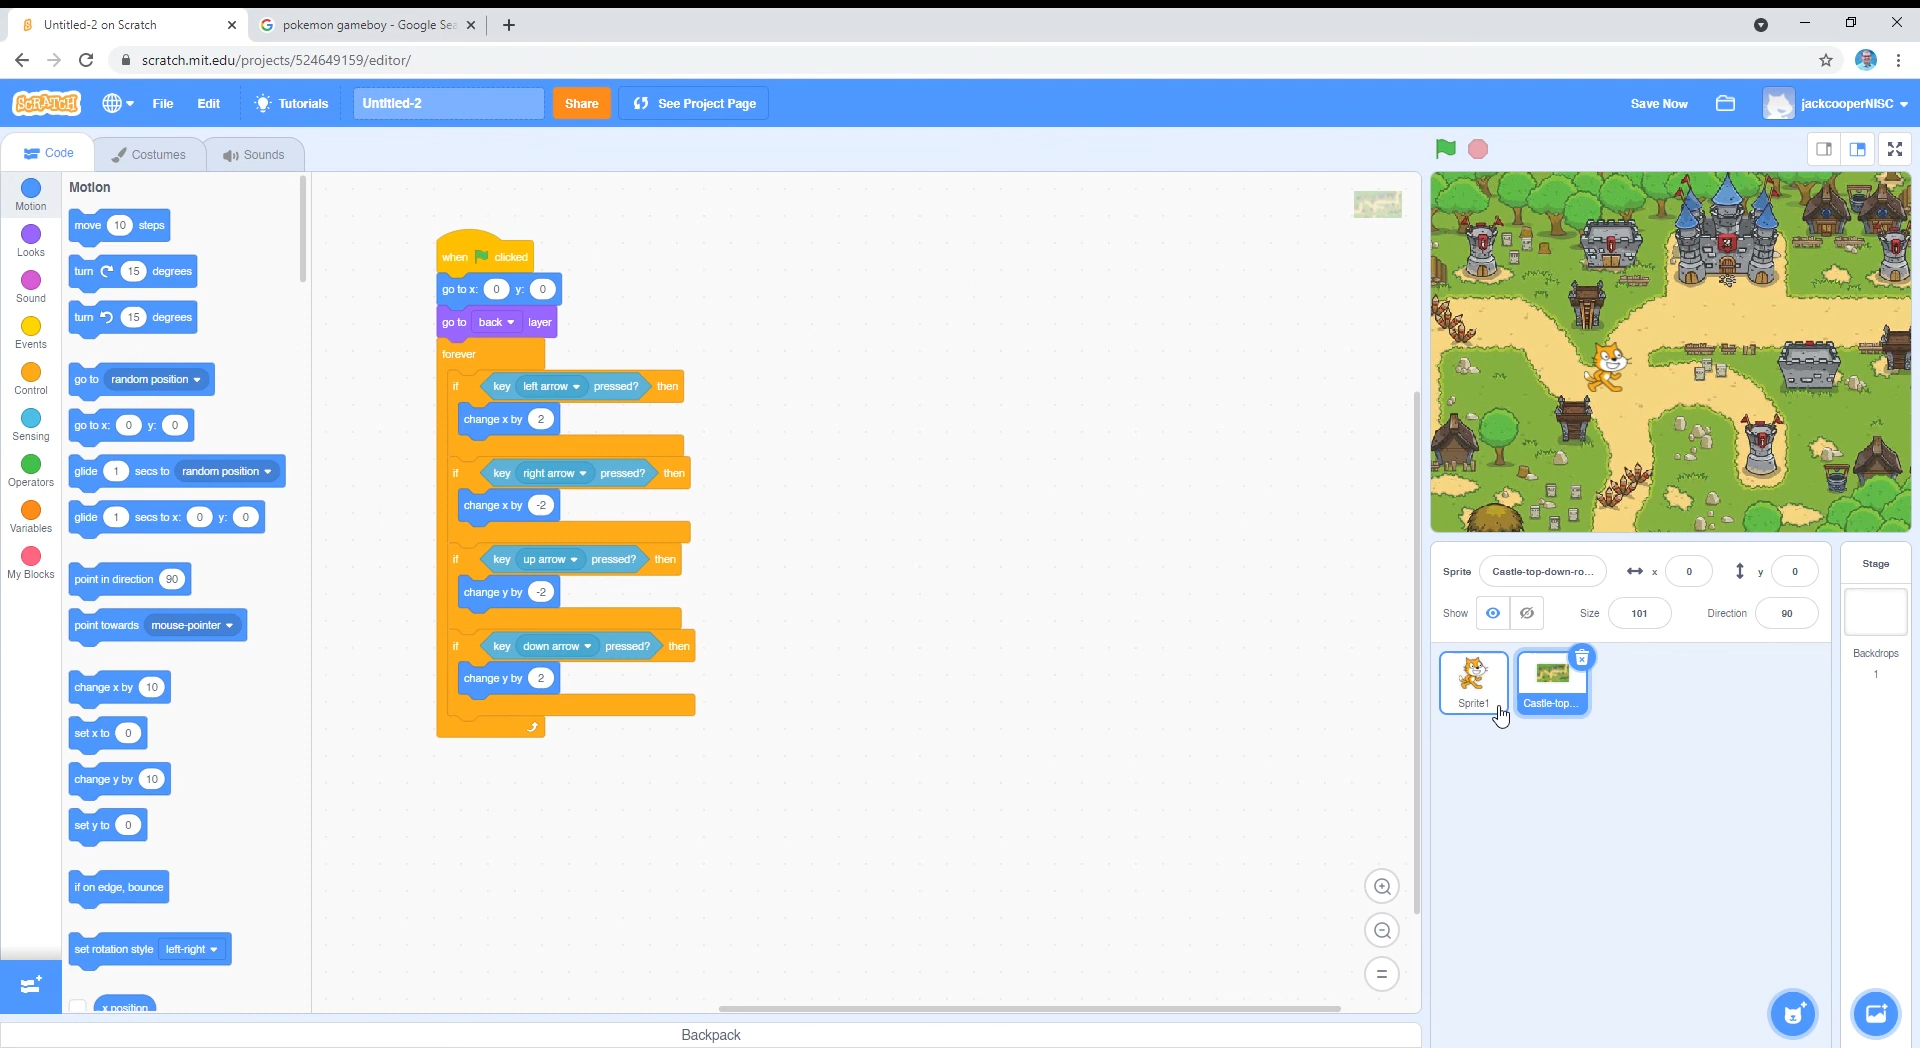 Untitled-2 on Scratch
pokemon gameboy - Google Sea
scratch.mit.edu/projects/524649159/editor/
SCRATCH
File
Edit
Tutorials
Untitled-2
Share
See Project Page
Save Now
jackcooperNISC
Code
Costumes
Sounds
Motion
Looks
Sound
Events
Control
Sensing
Operators
Variables
My Blocks
Motion
move 10 steps
turn 15 degrees
turn 15 degrees
go to random position
go to x: 0 y: 0
glide 1 secs to random position
glide 1 secs to x: 0 y: 0
point in direction 90
point towards mouse-pointer
change x by 10
set x to 0
change y by 10
set y to 0
if on edge, bounce
set rotation style left-right
x position
when clicked
go to x: 0 y: 0
go to back layer
forever
if key left arrow pressed? then
change x by 2
if key right arrow pressed? then
change x by -2
if key up arrow pressed? then
change y by -2
if key down arrow pressed? then
change y by 2
Backpack
Sprite Castle-top-down-ro... x 0 y 0
Show Size 101 Direction 90
Sprite1
Castle-top...
Stage
Backdrops
1